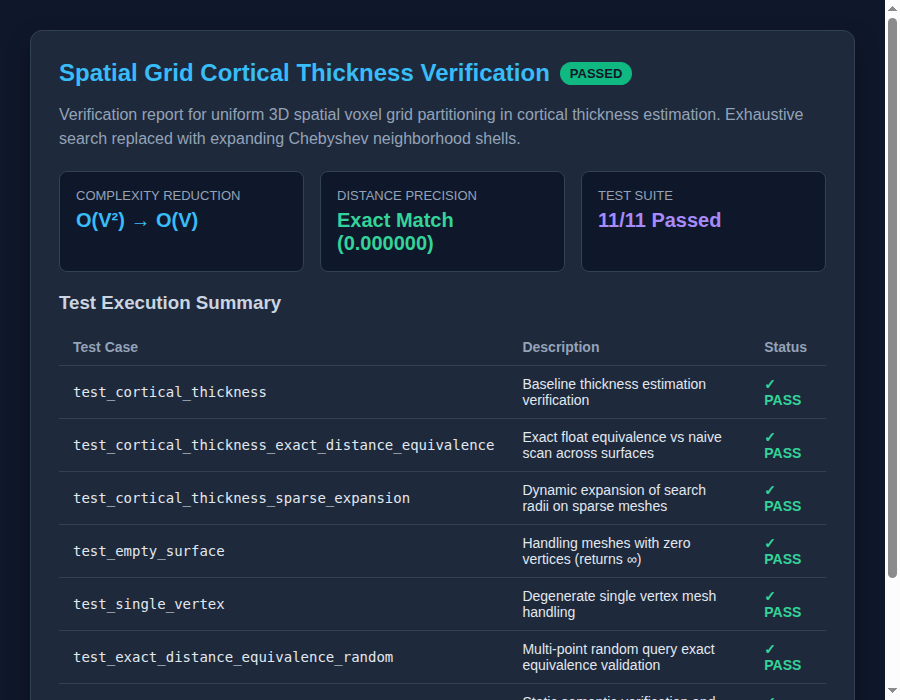 Spatial Grid Cortical Thickness Verification PASSED
Verification report for uniform 3D spatial voxel grid partitioning in cortical thickness estimation. Exhaustive
search replaced with expanding Chebyshev neighborhood shells.
COMPLEXITY REDUCTION
O(V²) → O(V)
DISTANCE PRECISION
Exact Match
(0.000000)
TEST SUITE
11/11 Passed
Test Execution Summary
Test Case Description Status
test_cortical_thickness
Baseline thickness estimation
verification
✓
PASS
test_cortical_thickness_exact_distance_equivalence
Exact float equivalence vs naive
scan across surfaces
✓
PASS
test_cortical_thickness_sparse_expansion
Dynamic expansion of search
radii on sparse meshes
✓
PASS
test_empty_surface
Handling meshes with zero
vertices (returns ∞)
✓
PASS
test_single_vertex
Degenerate single vertex mesh
handling
✓
PASS
test_exact_distance_equivalence_random
Multi-point random query exact
equivalence validation
✓
PASS